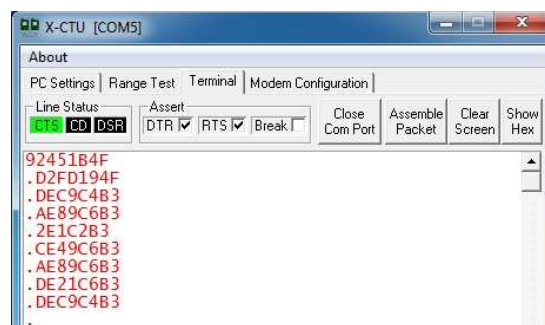 X-CTU [COM5]
About
PC Settings Range Test Terminal Modem Configuration
Line Status Assert
CTS CD DSR DTR RTS Break Close Com Port Assemble Packet Clear Screen Show Hex
92451B4F
.D2FD194F
.DEC9C4B3
.AE89C6B3
.2E1C2B3
.CE49C6B3
.AE89C6B3
.DE21C6B3
.DEC9C4B3
.